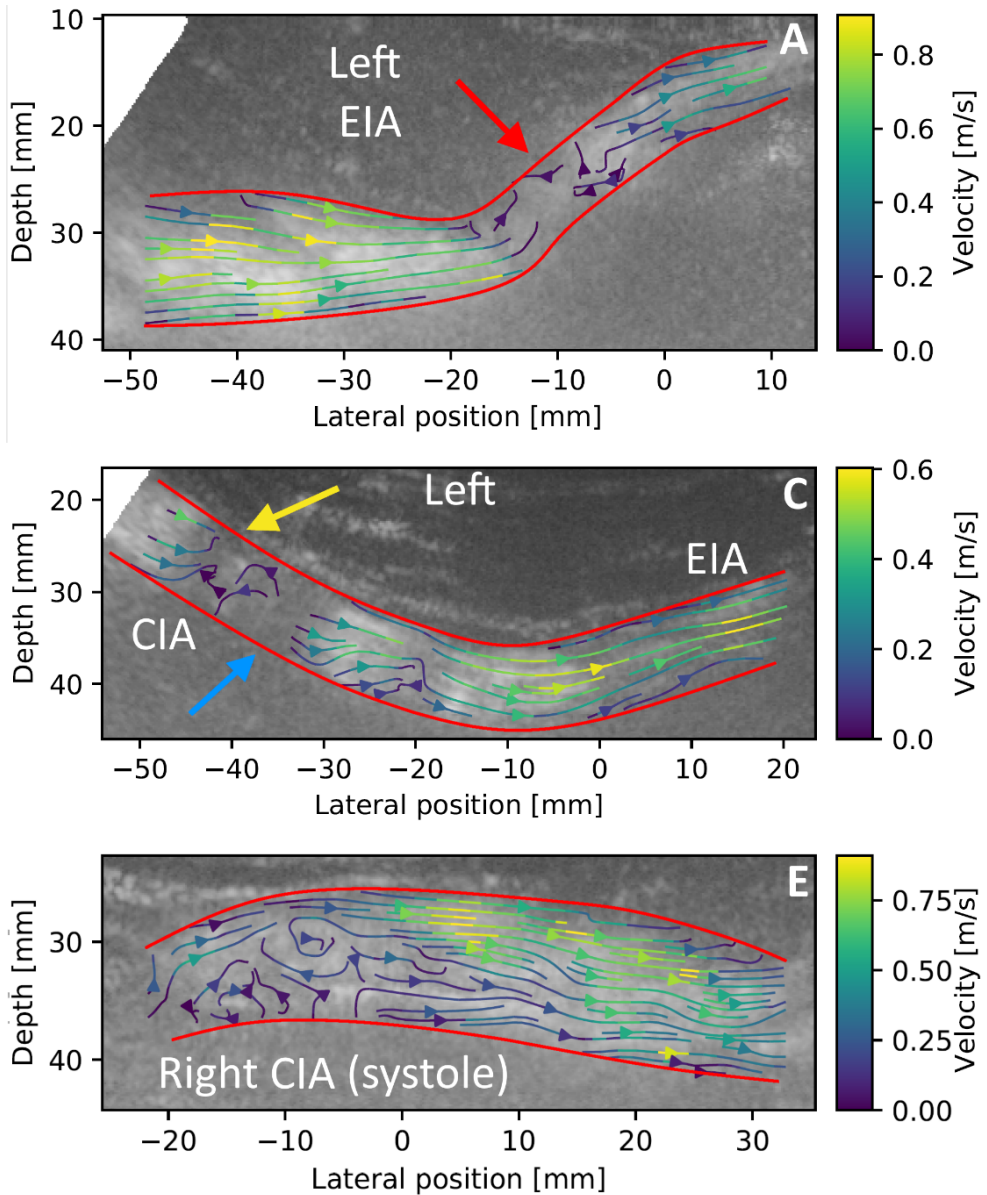 A
Left
EIA
10
20
30
40
Depth [mm]
−50 −40 −30 −20 −10 0 10
Lateral position [mm]
0.8
0.6
0.4
0.2
0.0
Velocity [m/s]
C
Left
EIA
CIA
20
30
40
Depth [mm]
−50 −40 −30 −20 −10 0 10 20
Lateral position [mm]
0.6
0.4
0.2
0.0
Velocity [m/s]
E
Right CIA (systole)
30
40
Depth [mm]
−20 −10 0 10 20 30
Lateral position [mm]
0.75
0.50
0.25
0.00
Velocity [m/s]